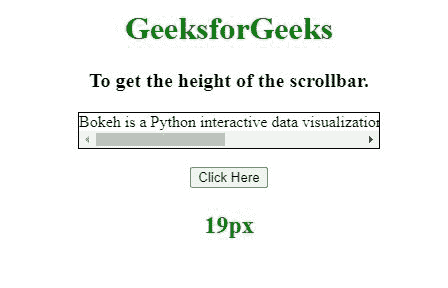 GeeksforGeeks
To get the height of the scrollbar.
Bokeh is a Python interactive data visualization
Click Here
19px